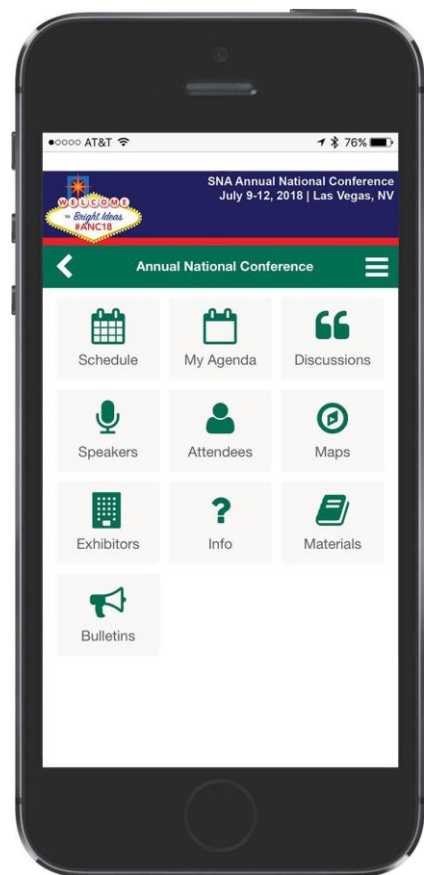 AT&T 76%
SNA Annual National Conference
July 9-12, 2018 | Las Vegas, NV
WELCOME
to Bright Ideas
#ANC18
Annual National Conference
Schedule My Agenda Discussions
Speakers Attendees Maps
Exhibitors Info Materials
Bulletins